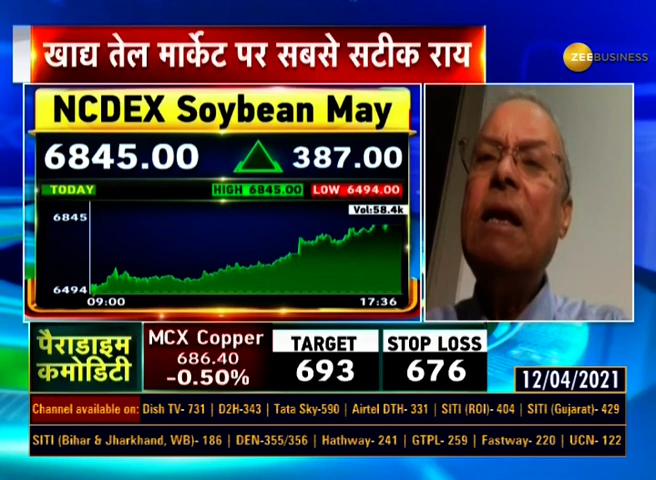 खाद्य तेल मार्केट पर सबसे सटीक राय
ZEE BUSINESS
NCDEX Soybean May
6845.00 387.00
TODAY HIGH 6845.00 LOW 6494.00
Vol:58.4k
6845
6494
09:00 17:36
पैराडाइम
कमोडिटी
MCX Copper
686.40
-0.50%
TARGET
693
STOP LOSS
676
12/04/2021
Channel available on: Dish TV- 731 | D2H-343 | Tata Sky-590 | Airtel DTH- 331 | SITI (ROI)- 404 | SITI (Gujarat)- 429
SITI (Bihar & Jharkhand, WB)- 186 | DEN-355/356 | Hathway- 241 | GTPL- 259 | Fastway- 220 | UCN- 122